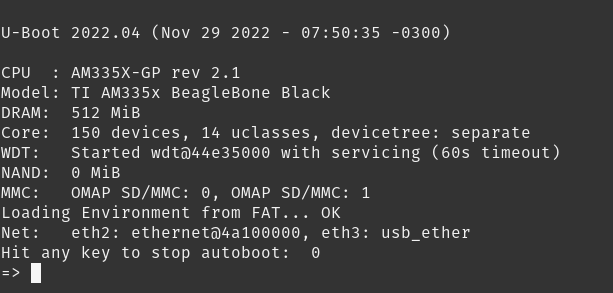 U-Boot 2022.04 (Nov 29 2022 - 07:50:35 -0300)
CPU  : AM335X-GP rev 2.1
Model: TI AM335x BeagleBone Black
DRAM:  512 MiB
Core:  150 devices, 14 uclasses, devicetree: separate
WDT:   Started wdt@44e35000 with servicing (60s timeout)
NAND:  0 MiB
MMC:   OMAP SD/MMC: 0, OMAP SD/MMC: 1
Loading Environment from FAT... OK
Net:   eth2: ethernet@4a100000, eth3: usb_ether
Hit any key to stop autoboot:  0
=>